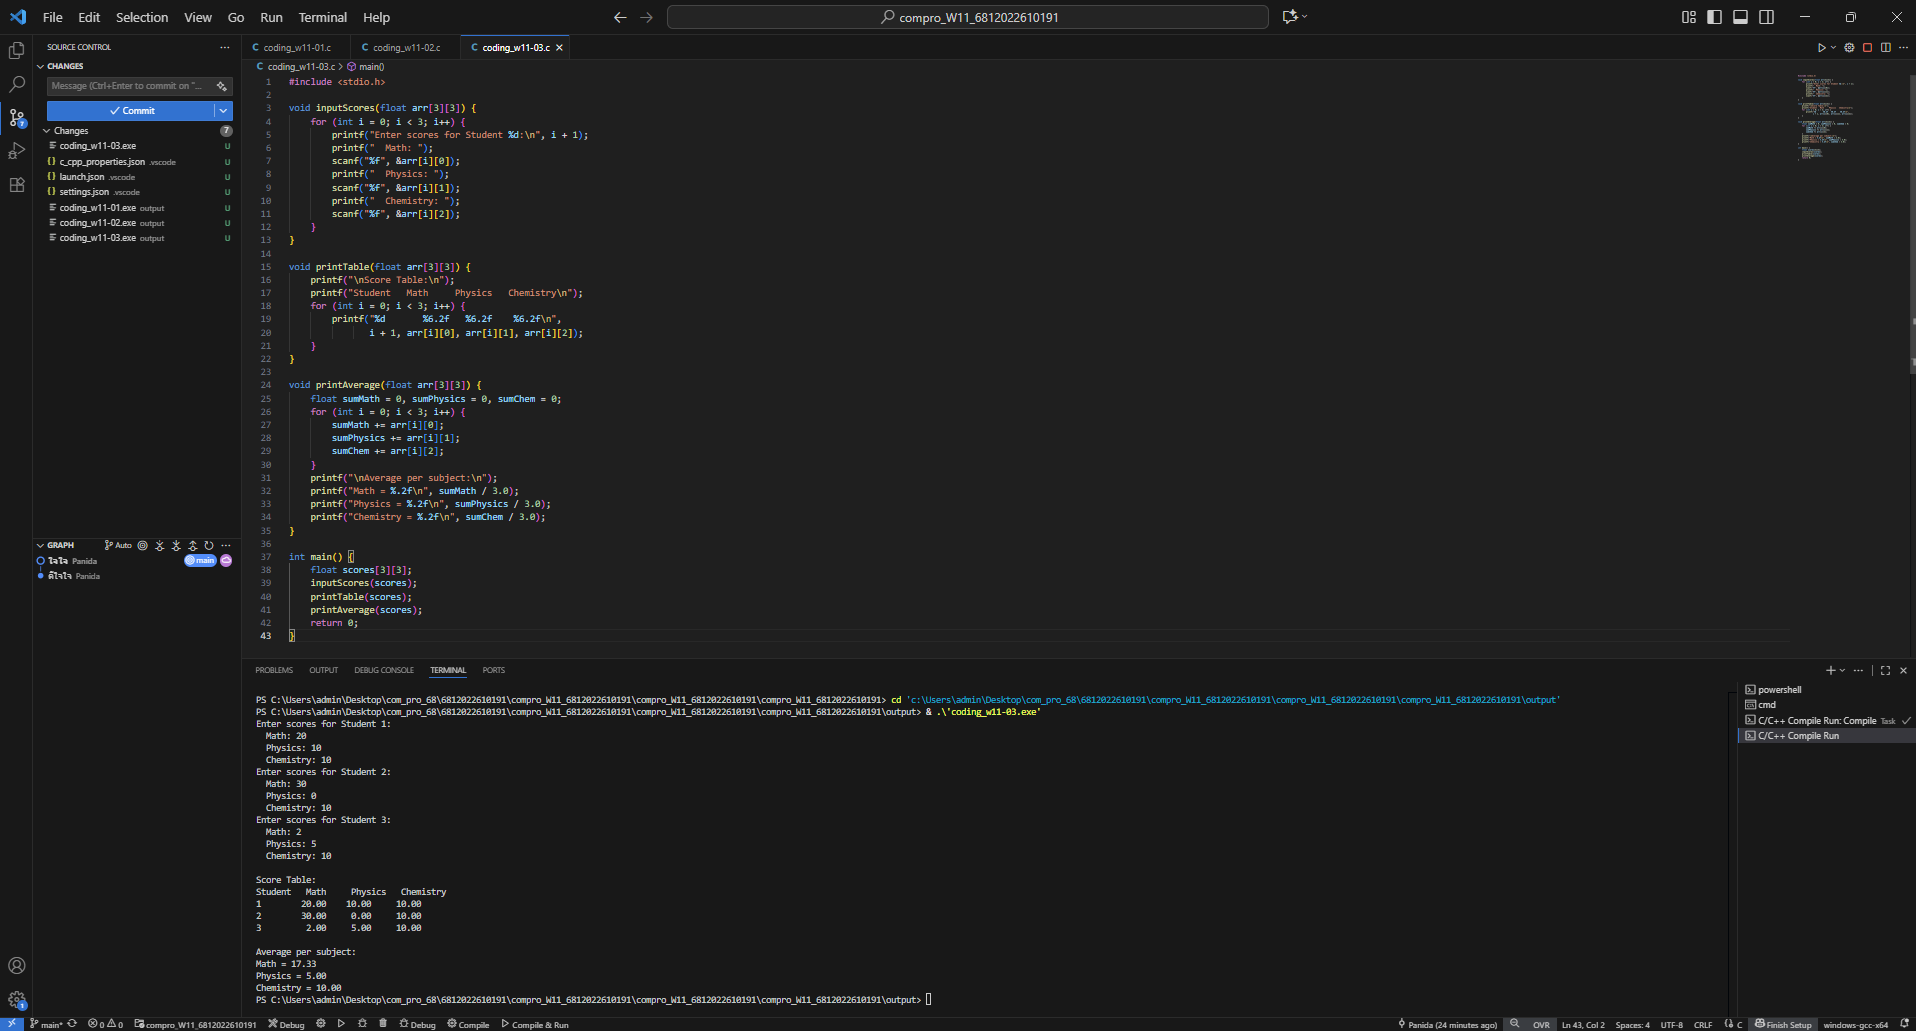 File Edit Selection View Go Run Terminal Help
compro_W11_6812022610191
SOURCE CONTROL
CHANGES
Message (Ctrl+Enter to commit on "...
Commit
Changes 7
coding_w11-03.exe U
c_cpp_properties.json .vscode U
launch.json .vscode U
settings.json .vscode U
coding_w11-01.exe output U
coding_w11-02.exe output U
coding_w11-03.exe output U
GRAPH Auto
Panida main
Panida
coding_w11-01.c coding_w11-02.c coding_w11-03.c
coding_w11-03.c > main()
1 #include <stdio.h>
2
3 void inputScores(float arr[3][3]) {
4     for (int i = 0; i < 3; i++) {
5         printf("Enter scores for Student %d:\n", i + 1);
6         printf("  Math: ");
7         scanf("%f", &arr[i][0]);
8         printf("  Physics: ");
9         scanf("%f", &arr[i][1]);
10         printf("  Chemistry: ");
11         scanf("%f", &arr[i][2]);
12     }
13 }
14
15 void printTable(float arr[3][3]) {
16     printf("\nScore Table:\n");
17     printf("Student   Math     Physics   Chemistry\n");
18     for (int i = 0; i < 3; i++) {
19         printf("%d       %6.2f   %6.2f    %6.2f\n",
20                i + 1, arr[i][0], arr[i][1], arr[i][2]);
21     }
22 }
23
24 void printAverage(float arr[3][3]) {
25     float sumMath = 0, sumPhysics = 0, sumChem = 0;
26     for (int i = 0; i < 3; i++) {
27         sumMath += arr[i][0];
28         sumPhysics += arr[i][1];
29         sumChem += arr[i][2];
30     }
31     printf("\nAverage per subject:\n");
32     printf("Math = %.2f\n", sumMath / 3.0);
33     printf("Physics = %.2f\n", sumPhysics / 3.0);
34     printf("Chemistry = %.2f\n", sumChem / 3.0);
35 }
36
37 int main() {
38     float scores[3][3];
39     inputScores(scores);
40     printTable(scores);
41     printAverage(scores);
42     return 0;
43 }
PROBLEMS OUTPUT DEBUG CONSOLE TERMINAL PORTS
PS C:\Users\admin\Desktop\com_pro_68\6812022610191\compro_W11_6812022610191\compro_W11_6812022610191\compro_W11_6812022610191> cd 'c:\Users\admin\Desktop\com_pro_68\6812022610191\compro_W11_6812022610191\compro_W11_6812022610191\compro_W11_6812022610191\output'
PS C:\Users\admin\Desktop\com_pro_68\6812022610191\compro_W11_6812022610191\compro_W11_6812022610191\compro_W11_6812022610191\output> & .\'coding_w11-03.exe'
Enter scores for Student 1:
  Math: 20
  Physics: 10
  Chemistry: 10
Enter scores for Student 2:
  Math: 30
  Physics: 0
  Chemistry: 10
Enter scores for Student 3:
  Math: 2
  Physics: 5
  Chemistry: 10
Score Table:
Student   Math     Physics   Chemistry
1        20.00    10.00     10.00
2        30.00     0.00     10.00
3         2.00     5.00     10.00
Average per subject:
Math = 17.33
Physics = 5.00
Chemistry = 10.00
PS C:\Users\admin\Desktop\com_pro_68\6812022610191\compro_W11_6812022610191\compro_W11_6812022610191\compro_W11_6812022610191\output>
powershell
cmd
C/C++ Compile Run: Compile Task
C/C++ Compile Run
main* 0 0 compro_W11_6812022610191 Debug Debug Compile Compile & Run Panida (24 minutes ago) OVR Ln 43, Col 2 Spaces: 4 UTF-8 CRLF C Finish Setup windows-gcc-x64